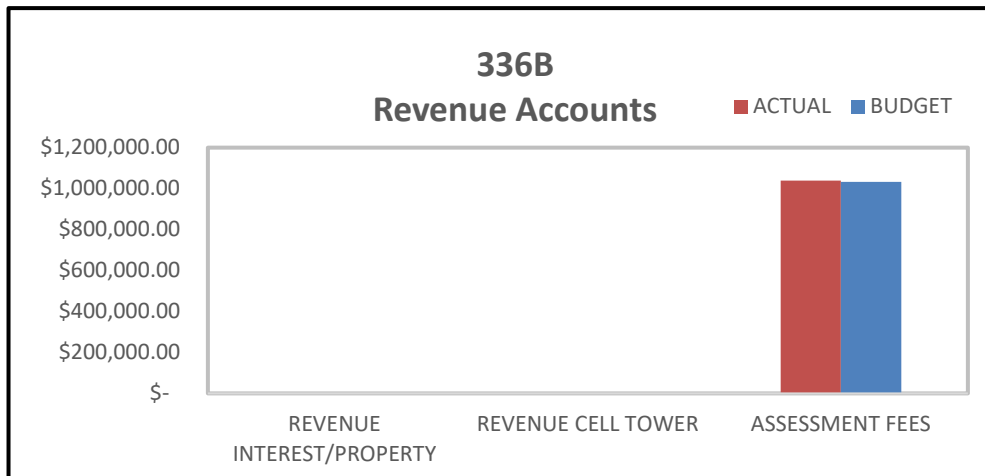 336B
Revenue Accounts
ACTUAL BUDGET
$1,200,000.00
$1,000,000.00
$800,000.00
$600,000.00
$400,000.00
$200,000.00
$-
REVENUE INTEREST/PROPERTY
REVENUE CELL TOWER
ASSESSMENT FEES